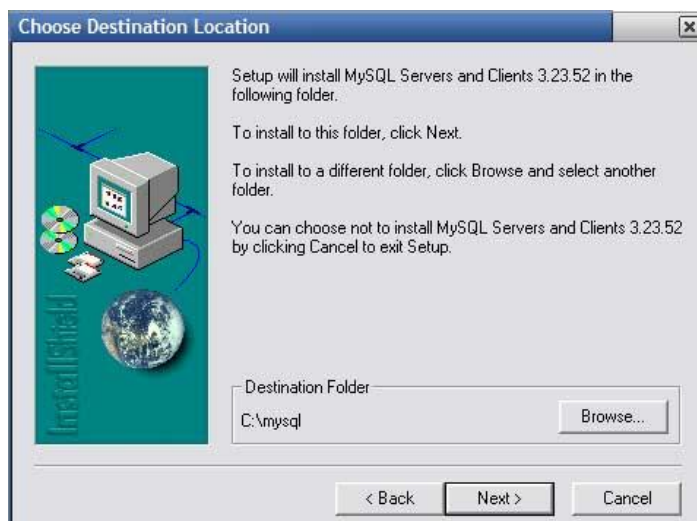 Choose Destination Location
Setup will install MySQL Servers and Clients 3.23.52 in the
following folder.
To install to this folder, click Next.
To install to a different folder, click Browse and select another
folder.
You can choose not to install MySQL Servers and Clients 3.23.52
by clicking Cancel to exit Setup.
InstallShield
Destination Folder
C:\mysql
Browse...
< Back
Next >
Cancel